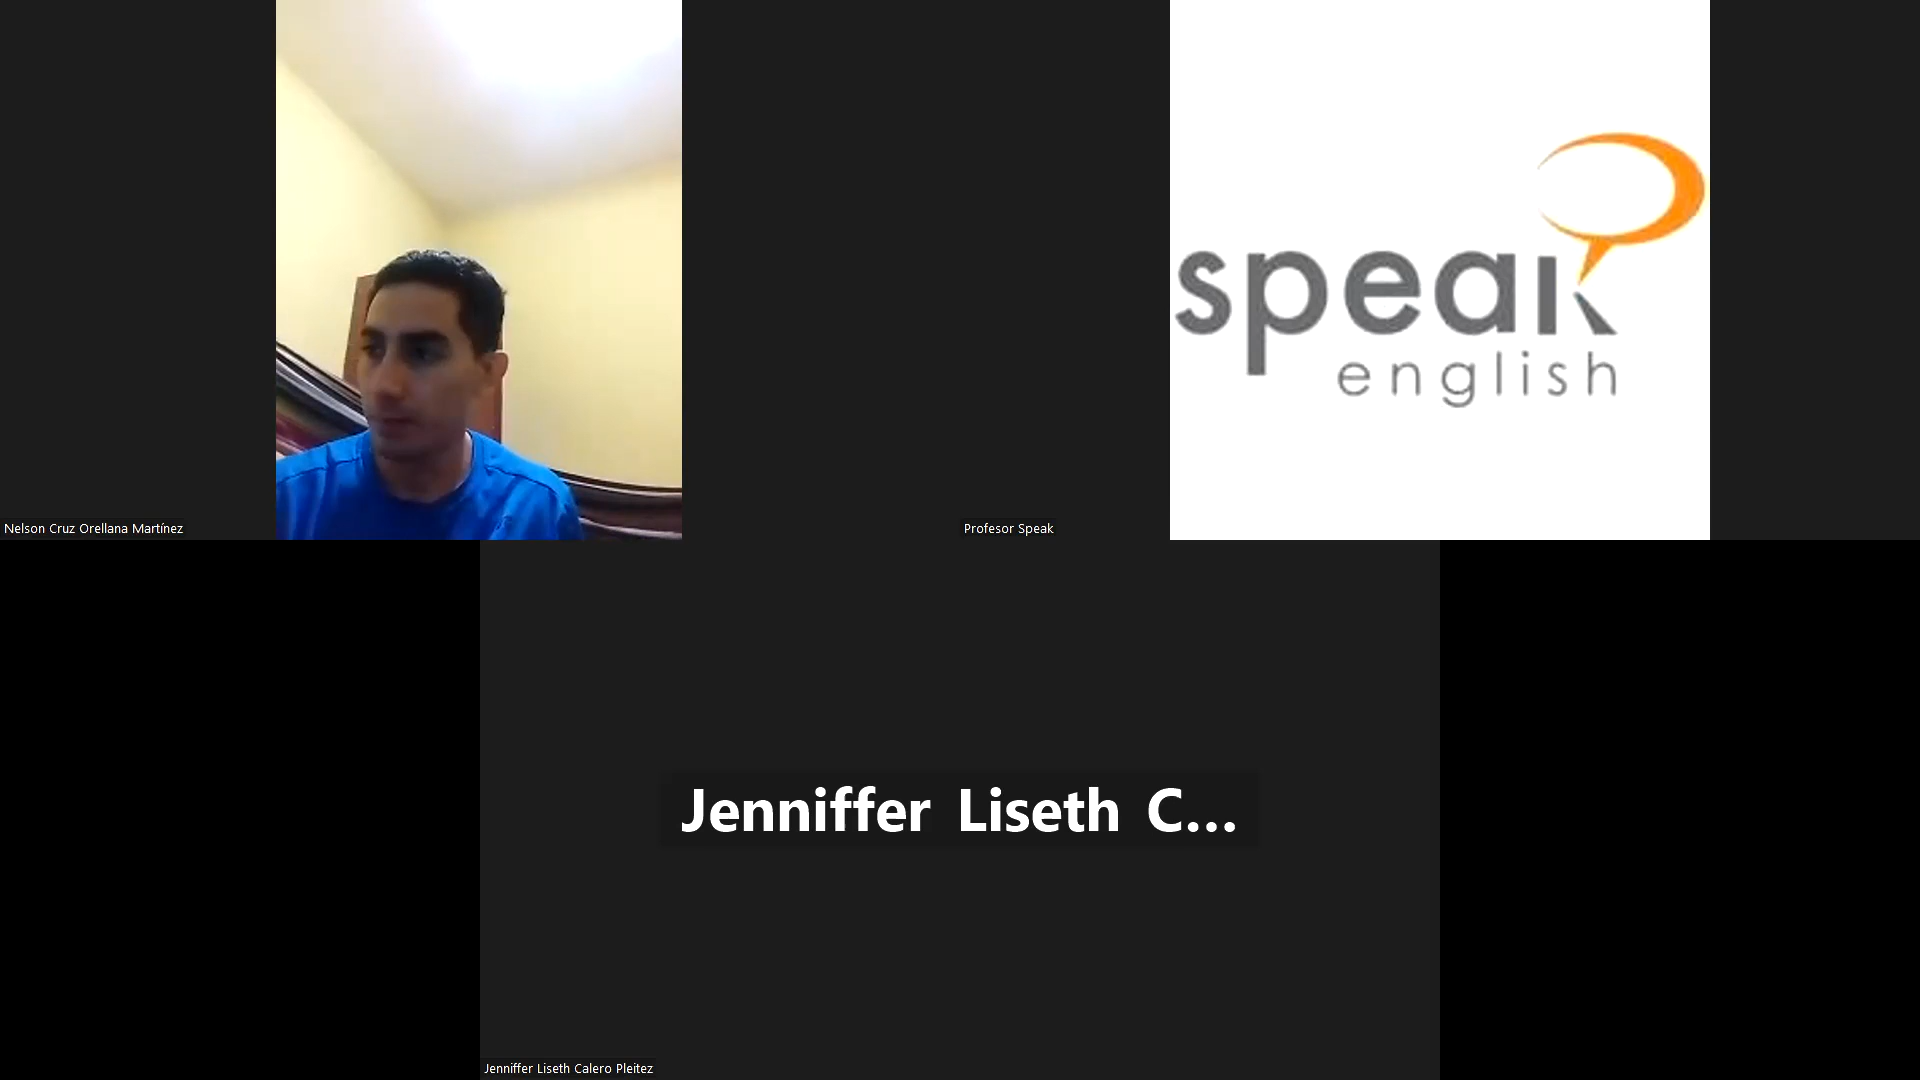 speak
english
Nelson Cruz Orellana Martínez
Profesor Speak
Jenniffer Liseth C...
Jenniffer Liseth Calero Pleitez